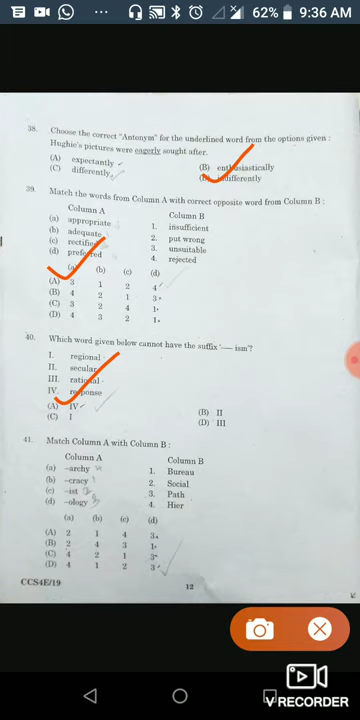 62% 9:36 AM
38. Choose the correct "Antonym" for the underlined word from the options given :
Hughie's pictures were eagerly sought after.
(A) expectantly
(B) enthusiastically
(C) differently
(D) indifferently
39. Match the words from Column A with correct opposite word from Column B :
Column A
Column B
(a) appropriate
1. insufficient
(b) adequate
2. put wrong
(c) rectified
3. unsuitable
(d) preferred
4. rejected
(a) (b) (c) (d)
(A) 3 1 2 4
(B) 4 2 1 3
(C) 3 2 4 1
(D) 4 3 2 1
40. Which word given below cannot have the suffix '— ism'?
I. regional
II. secular
III. rational
IV. response
(A) IV
(B) II
(C) I
(D) III
41. Match Column A with Column B :
Column A
Column B
(a) –archy
1. Bureau
(b) –cracy
2. Social
(c) –ist
3. Path
(d) –ology
4. Hier
(a) (b) (c) (d)
(A) 2 1 4 3
(B) 2 4 3 1
(C) 4 2 1 3
(D) 4 1 2 3
CCS4E/19
12
V RECORDER